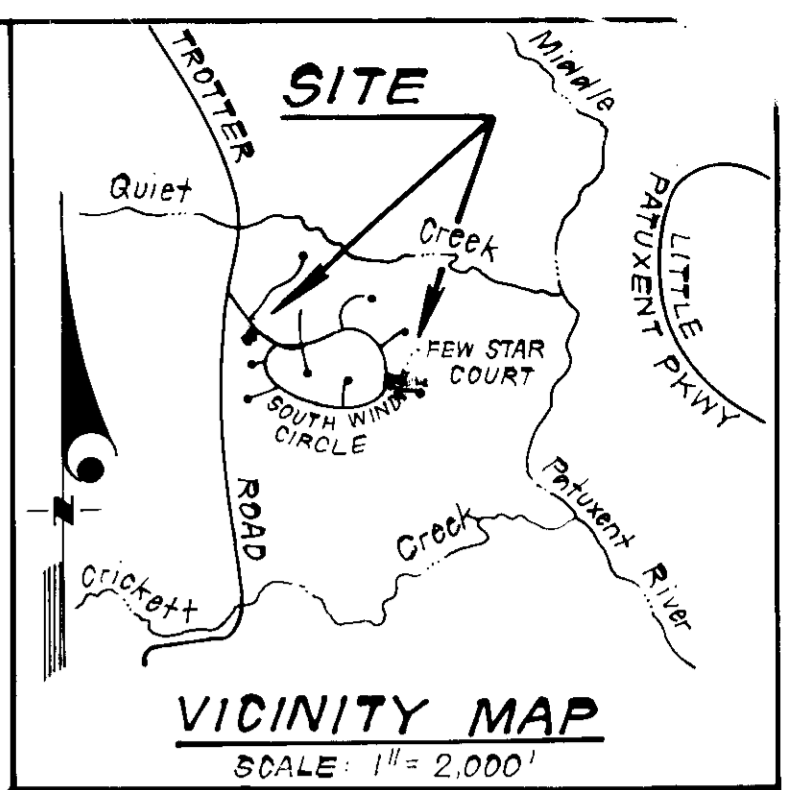 SITE
TROTTER
ROAD
Middle
Patuxent
River
Quiet
Creek
LITTLE
PATUXENT PKWY
FEW STAR
COURT
SOUTH WIND
CIRCLE
N
Crickett
Creek
VICINITY MAP
SCALE: 1" = 2,000'